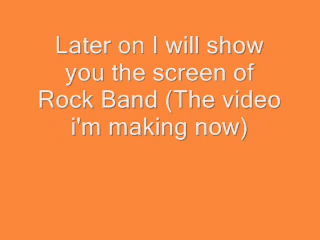 Later on I will show
you the screen of
Rock Band (The video
i'm making now)